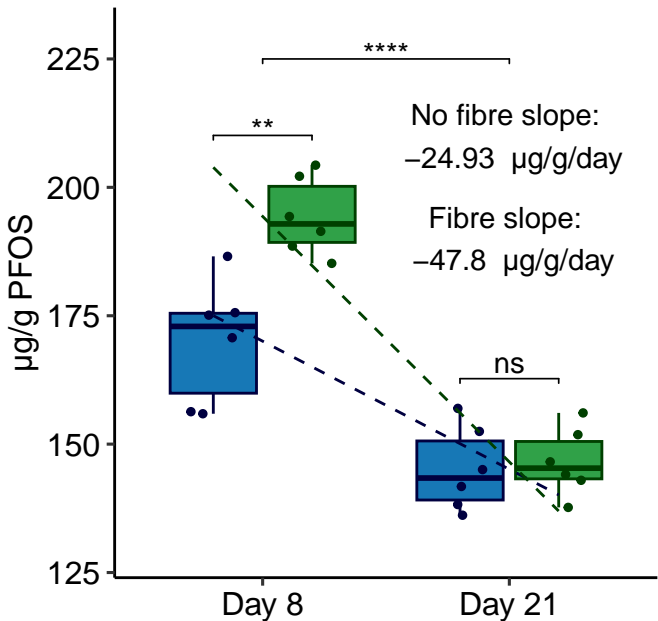 225
200
175
150
125
µg/g PFOS
****
**
ns
No fibre slope:
−24.93 µg/g/day
Fibre slope:
−47.8 µg/g/day
Day 8
Day 21